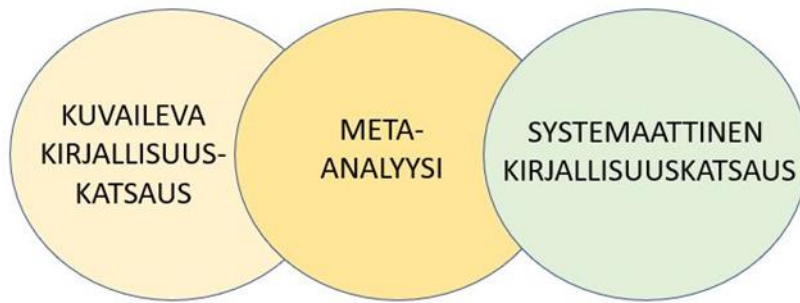 KUVAILEVA
KIRJALLISUUS-
KATSAUS
META-
ANALYYSI
SYSTEMAATTINEN
KIRJALLISUUSKATSAUS